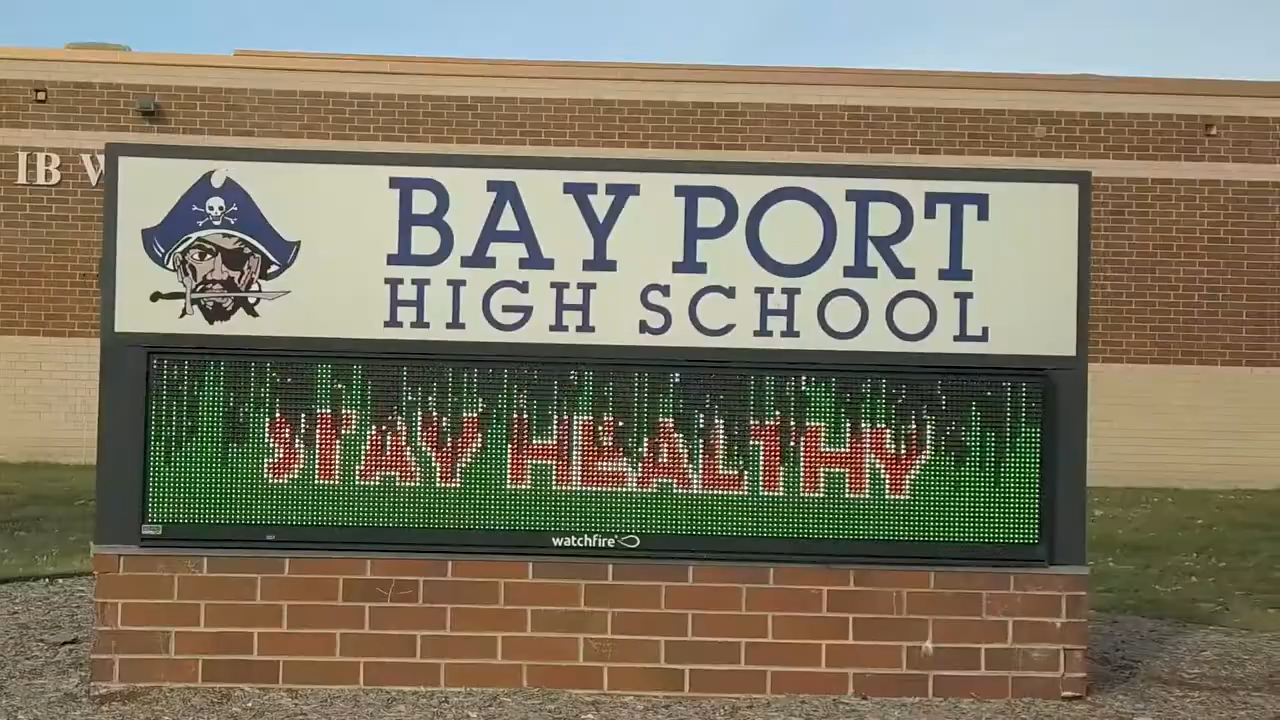 IB W
BAY PORT
HIGH SCHOOL
STAY HEALTHY
watchfire